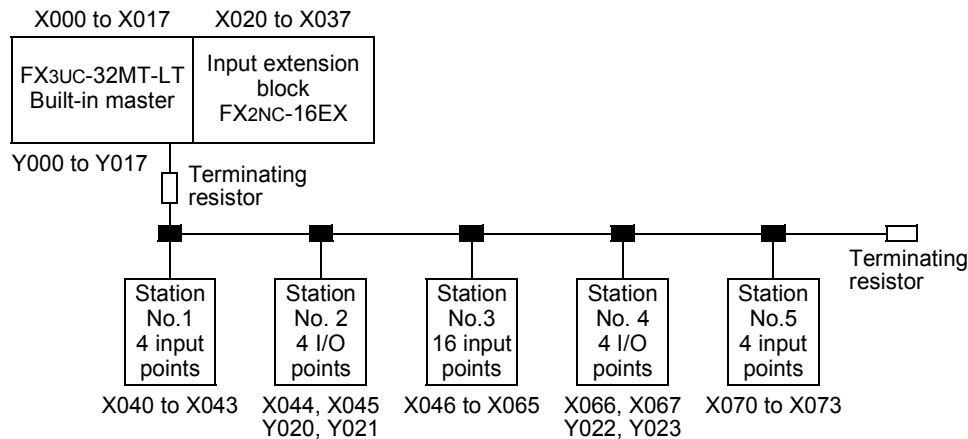 X000 to X017
X020 to X037
FX3UC-32MT-LT
Built-in master
Input extension
block
FX2NC-16EX
Y000 to Y017
Terminating
resistor
Terminating
resistor
Station
No.1
4 input
points
Station
No. 2
4 I/O
points
Station
No.3
16 input
points
Station
No. 4
4 I/O
points
Station
No.5
4 input
points
X040 to X043
X044, X045
Y020, Y021
X046 to X065
X066, X067
Y022, Y023
X070 to X073